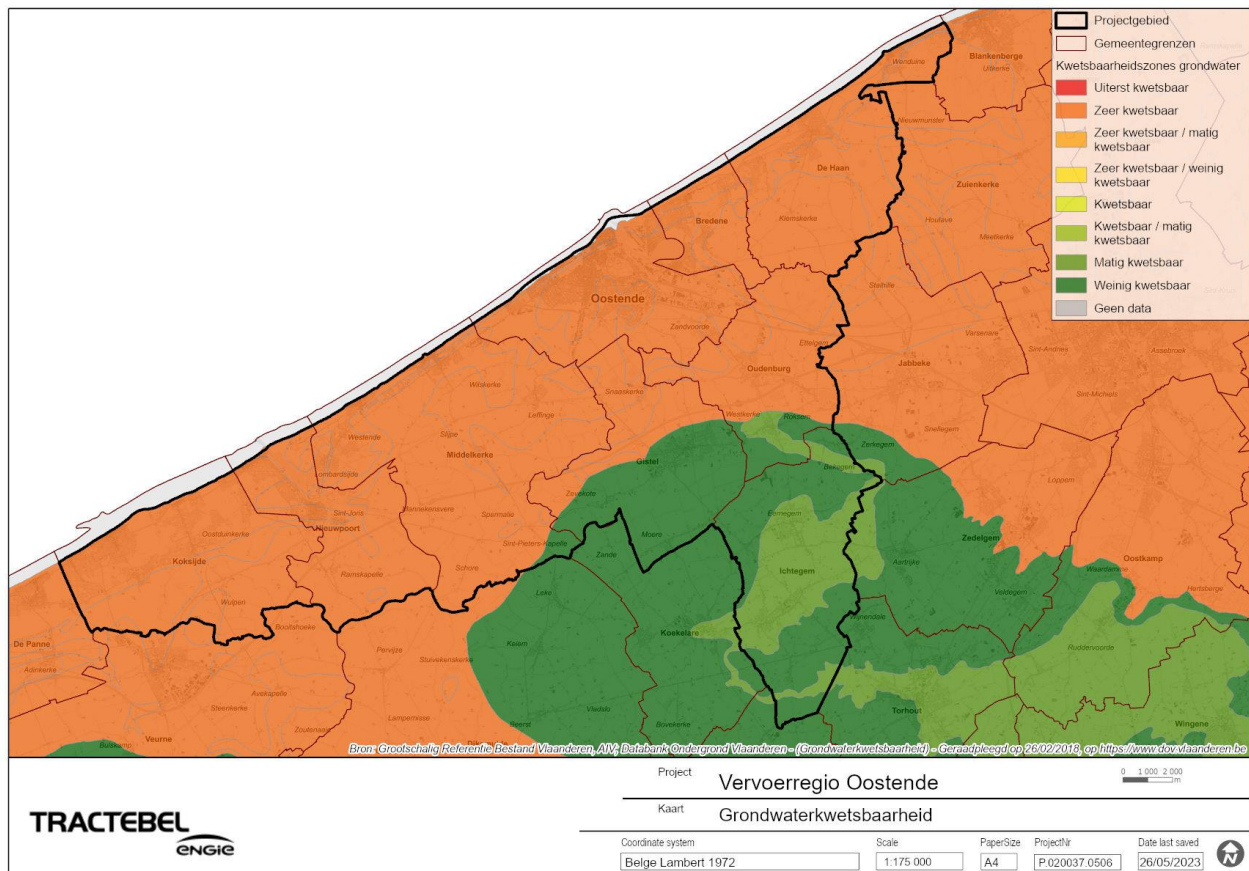 Projectgebied
Gemeentegrenzen
Kwetsbaarheidszones grondwater
Uiterst kwetsbaar
Zeer kwetsbaar
Zeer kwetsbaar / matig
kwetsbaar
Zeer kwetsbaar / weinig
kwetsbaar
Kwetsbaar
Kwetsbaar / matig
kwetsbaar
Matig kwetsbaar
Weinig kwetsbaar
Geen data
Wenduine
Blankenberge
Uitkerke
Nieuwmunster
De Haan
Zuienkerke
Bredene
Klemskerke
Houtave
Meetkerke
Oostende
Stalhille
Zandvoorde
Ettelgem
Varsenare
Sint-Andries
Assebroek
Jabbeke
Oudenburg
Wilskerke
Snaaskerke
Sint-Michiels
Leffinge
Westkerke
Roksem
Snellegem
Westende
Slijpe
Middelkerke
Zerkegem
Gistel
Bekegem
Lombardsijde
Loppem
Zevekote
Sint-Joris
Mannekensvere
Spermalie
Eernegem
Nieuwpoort
Oostduinkerke
Sint-Pieters-Kapelle
Moere
Zande
Zedelgem
Koksijde
Schore
Ichtegem
Aartrijke
Oostkamp
Ramskapelle
Waardamme
Hertsberge
Leke
Veldegem
Wulpen
Booitshoeke
Wijnendale
De Panne
Koekelare
Keiem
Pervijze
Stuivekenskerke
Ruddervoorde
Adinkerke
Avekapelle
Steenkerke
Vladslo
Torhout
Lampernisse
Zoutenaaie
Beerst
Bovekerke
Wingene
Veurne
Bulskamp
Bron: Grootschalig Referentie Bestand Vlaanderen, AIV; Databank Ondergrond Vlaanderen - (Grondwaterkwetsbaarheid) - Geraadpleegd op 26/02/2018, op https://www.dov.vlaanderen.be
Project
Vervoerregio Oostende
0 1 000 2 000
m
Kaart
Grondwaterkwetsbaarheid
TRACTEBEL
ENGIE
Coordinate system
Scale
PaperSize
ProjectNr
Date last saved
Belge Lambert 1972
1:175 000
A4
P.020037.0506
26/05/2023
N